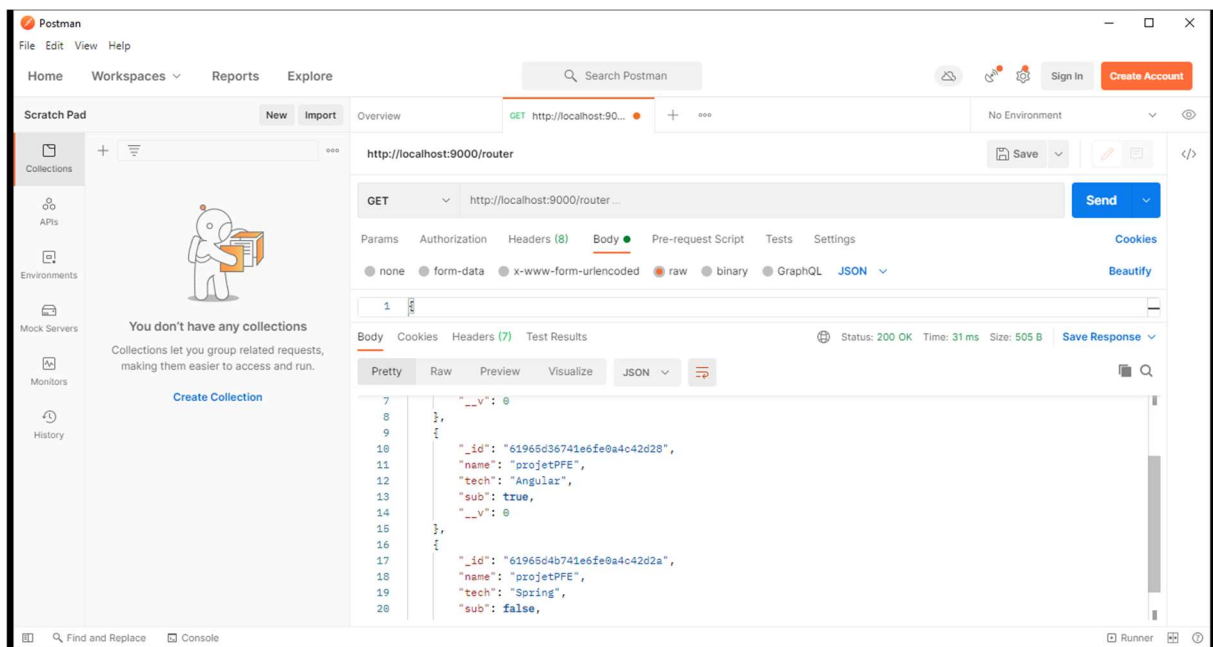 Postman
File Edit View Help
Home Workspaces Reports Explore Search Postman Sign In Create Account
Scratch Pad New Import Overview GET http://localhost:90... No Environment
Collections
http://localhost:9000/router Save
GET http://localhost:9000/router ... Send
APIs
Params Authorization Headers (8) Body Pre-request Script Tests Settings Cookies
Environments
none form-data x-www-form-urlencoded raw binary GraphQL JSON Beautify
1 {
Mock Servers
You don't have any collections
Collections let you group related requests,
making them easier to access and run.
Create Collection
Monitors
History
Body Cookies Headers (7) Test Results Status: 200 OK Time: 31 ms Size: 505 B Save Response
Pretty Raw Preview Visualize JSON
7 "__v": 0
8 },
9 {
10 "_id": "61965d36741e6fe0a4c42d28",
11 "name": "projetPFE",
12 "tech": "Angular",
13 "sub": true,
14 "__v": 0
15 },
16 {
17 "_id": "61965d4b741e6fe0a4c42d2a",
18 "name": "projetPFE",
19 "tech": "Spring",
20 "sub": false,
Find and Replace Console Runner